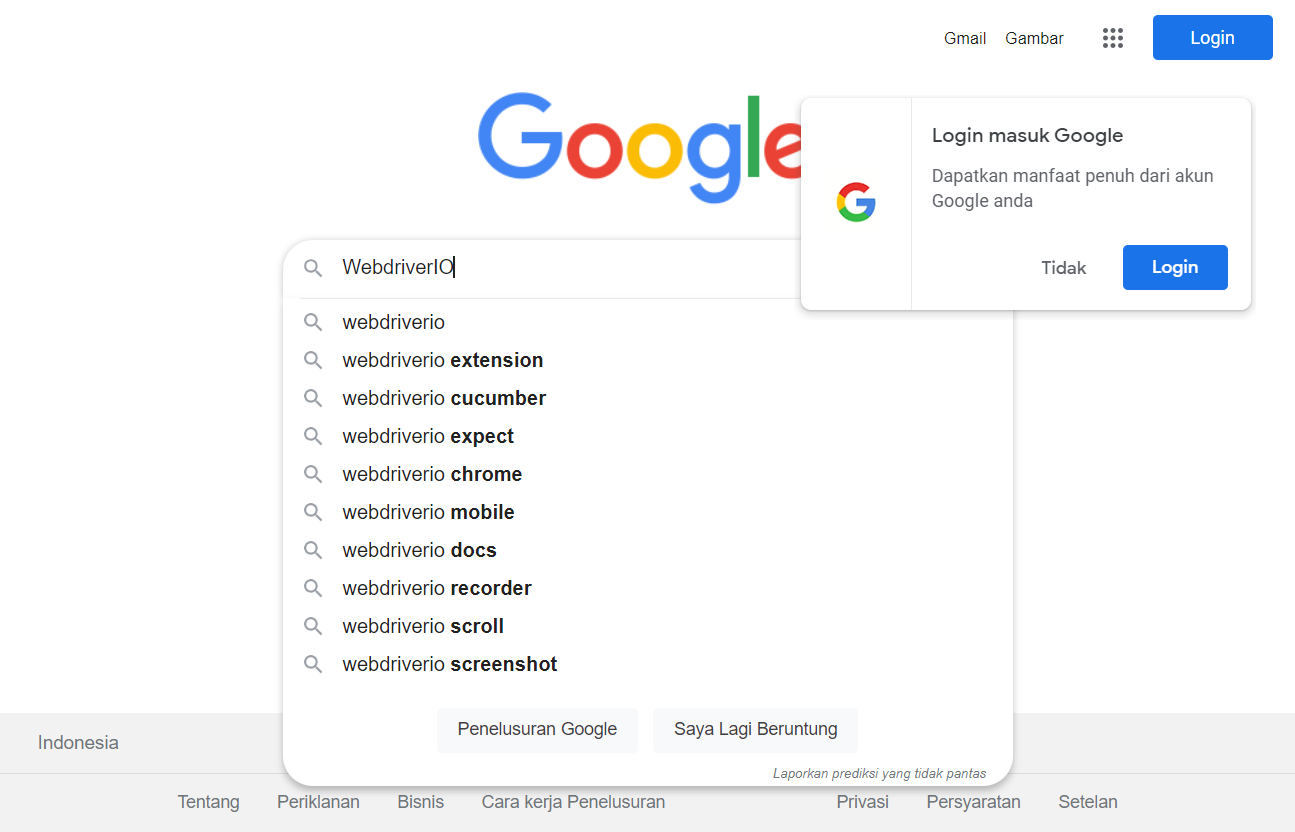 Gmail Gambar Login
Google
Login masuk Google
Dapatkan manfaat penuh dari akun
Google anda
Tidak Login
WebdriverIO
webdriverio
webdriverio extension
webdriverio cucumber
webdriverio expect
webdriverio chrome
webdriverio mobile
webdriverio docs
webdriverio recorder
webdriverio scroll
webdriverio screenshot
Penelusuran Google Saya Lagi Beruntung
Laporkan prediksi yang tidak pantas
Indonesia
Tentang Periklanan Bisnis Cara kerja Penelusuran Privasi Persyaratan Setelan